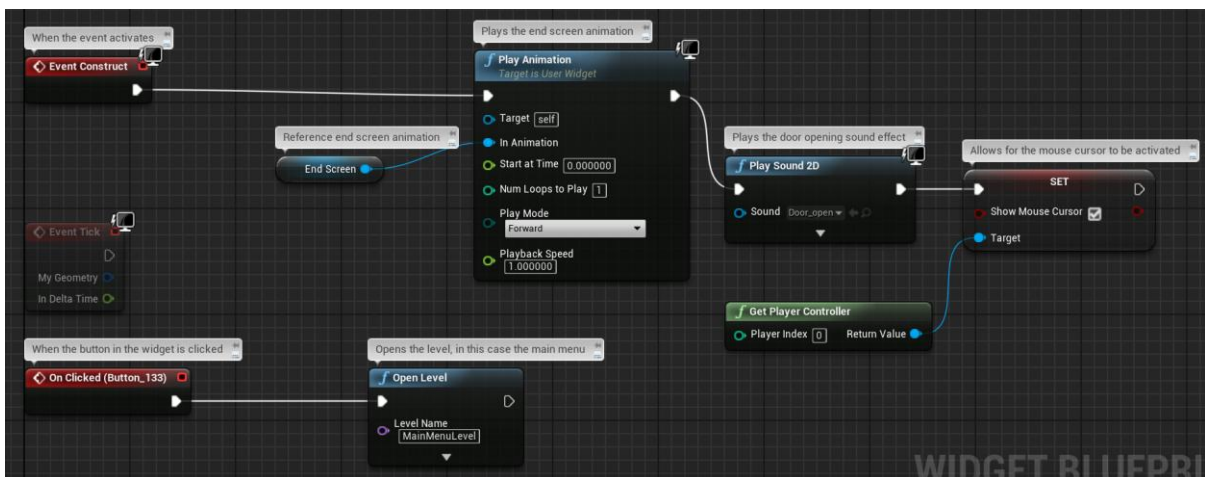 When the event activates
Event Construct
Plays the end screen animation
Play Animation
Target is User Widget
Target self
In Animation
Start at Time 0.000000
Num Loops to Play 1
Play Mode
Forward
Playback Speed
1.000000
Reference end screen animation
End Screen
Plays the door opening sound effect
Play Sound 2D
Sound Door_open
Allows for the mouse cursor to be activated
SET
Show Mouse Cursor
Target
Event Tick
My Geometry
In Delta Time
Get Player Controller
Player Index 0 Return Value
When the button in the widget is clicked
On Clicked (Button_133)
Opens the level, in this case the main menu
Open Level
Level Name
MainMenuLevel
WIDGET BLUEPRI